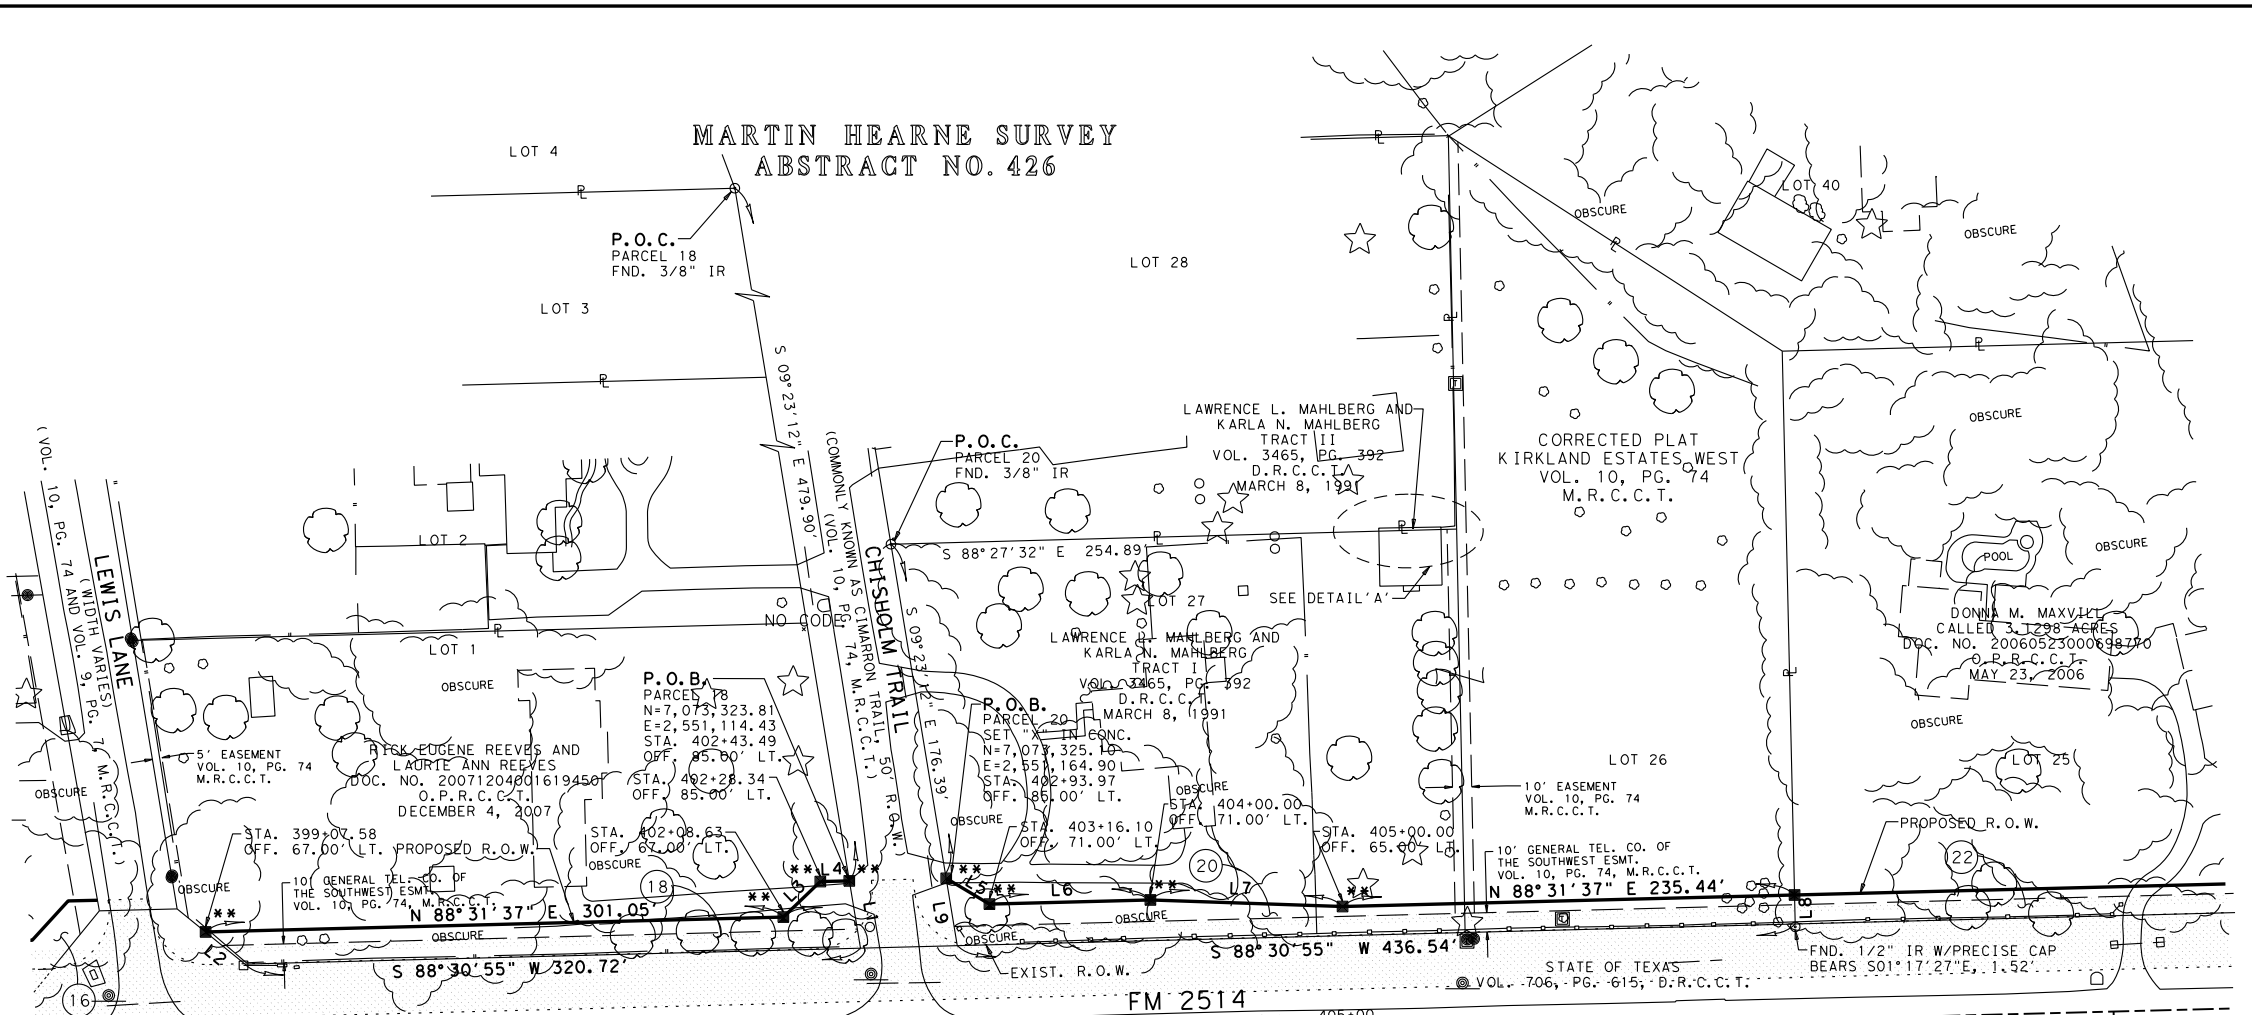 MARTIN HEARNE SURVEY
ABSTRACT NO. 426
LOT 4
P.O.C.
PARCEL 18
FND. 3/8" IR
LOT 3
LOT 28
LOT 40
OBSCURE
OBSCURE
S 09°23'12" E 479.90'
LAWRENCE L. MAHLBERG AND
KARLA N. MAHLBERG
TRACT II
VOL. 3465, PG. 392
D.R.C.C.T.
MARCH 8, 1991
CORRECTED PLAT
KIRKLAND ESTATES WEST
VOL. 10, PG. 74
M.R.C.C.T.
OBSCURE
P.O.C.
PARCEL 20
FND. 3/8" IR
LOT 2
S 88°27'32" E 254.89'
SEE DETAIL 'A'
POOL
OBSCURE
(VOL. 10, PG. 74 AND VOL. 9, PG. 7, M.R.C.C.T.)
(WIDTH VARIES)
LEWIS LANE
(COMMONLY KNOWN AS CIMARRON TRAIL, 50' R.O.W.
(VOL. 10, PG. 74, M.R.C.C.T.)
CHISHOLM TRAIL
S 09°23'12" E 176.39'
NO CODE
LOT 27
LAWRENCE L. MAHLBERG AND
KARLA N. MAHLBERG
TRACT I
VOL. 3465, PG. 392
D.R.C.C.T.
MARCH 8, 1991
DONNA M. MAXVILL
CALLED 3.1298 ACRES
DOC. NO. 20060523000698770
O.P.R.C.C.T.
MAY 23, 2006
OBSCURE
LOT 1
OBSCURE
P.O.B.
PARCEL 18
N=7,073,323.81
E=2,551,114.43
STA. 402+43.49
OFF. 85.00' LT.
STA. 402+28.34
OFF. 85.00' LT.
P.O.B.
PARCEL 20
SET "X" IN CONC.
N=7,073,325.10
E=2,551,164.90
STA. 402+93.97
OFF. 85.00' LT.
5' EASEMENT
VOL. 10, PG. 74
M.R.C.C.T.
RICK EUGENE REEVES AND
LAURIE ANN REEVES
DOC. NO. 20071204001619450
O.P.R.C.C.T.
DECEMBER 4, 2007
LOT 26
LOT 25
OBSCURE
OBSCURE
10' EASEMENT
VOL. 10, PG. 74
M.R.C.C.T.
STA. 399+07.58
OFF. 67.00' LT.
PROPOSED R.O.W.
STA. 402+08.63
OFF. 67.00' LT.
OBSCURE
OBSCURE
STA. 403+16.10
OFF. 71.00' LT.
STA. 404+00.00
OFF. 71.00' LT.
STA. 405+00.00
OFF. 65.00' LT.
PROPOSED R.O.W.
10' GENERAL TEL. CO. OF
THE SOUTHWEST ESMT.
VOL. 10, PG. 74, M.R.C.C.T.
10' GENERAL TEL. CO. OF
THE SOUTHWEST ESMT.
VOL. 10, PG. 74, M.R.C.C.T.
OBSCURE
18
20
22
** L2
**
L3
** L4 **
** L5 **
L6
**
L7
**
L8
L9
N 88°31'37" E 301.05'
N 88°31'37" E 235.44'
OBSCURE
OBSCURE
OBSCURE
S 88°30'55" W 320.72'
S 88°30'55" W 436.54'
EXIST. R.O.W.
FND. 1/2" IR W/PRECISE CAP
BEARS S01°17'27"E, 1.52'
STATE OF TEXAS
VOL. 706, PG. 615, D.R.C.C.T.
16
FM 2514
405+00